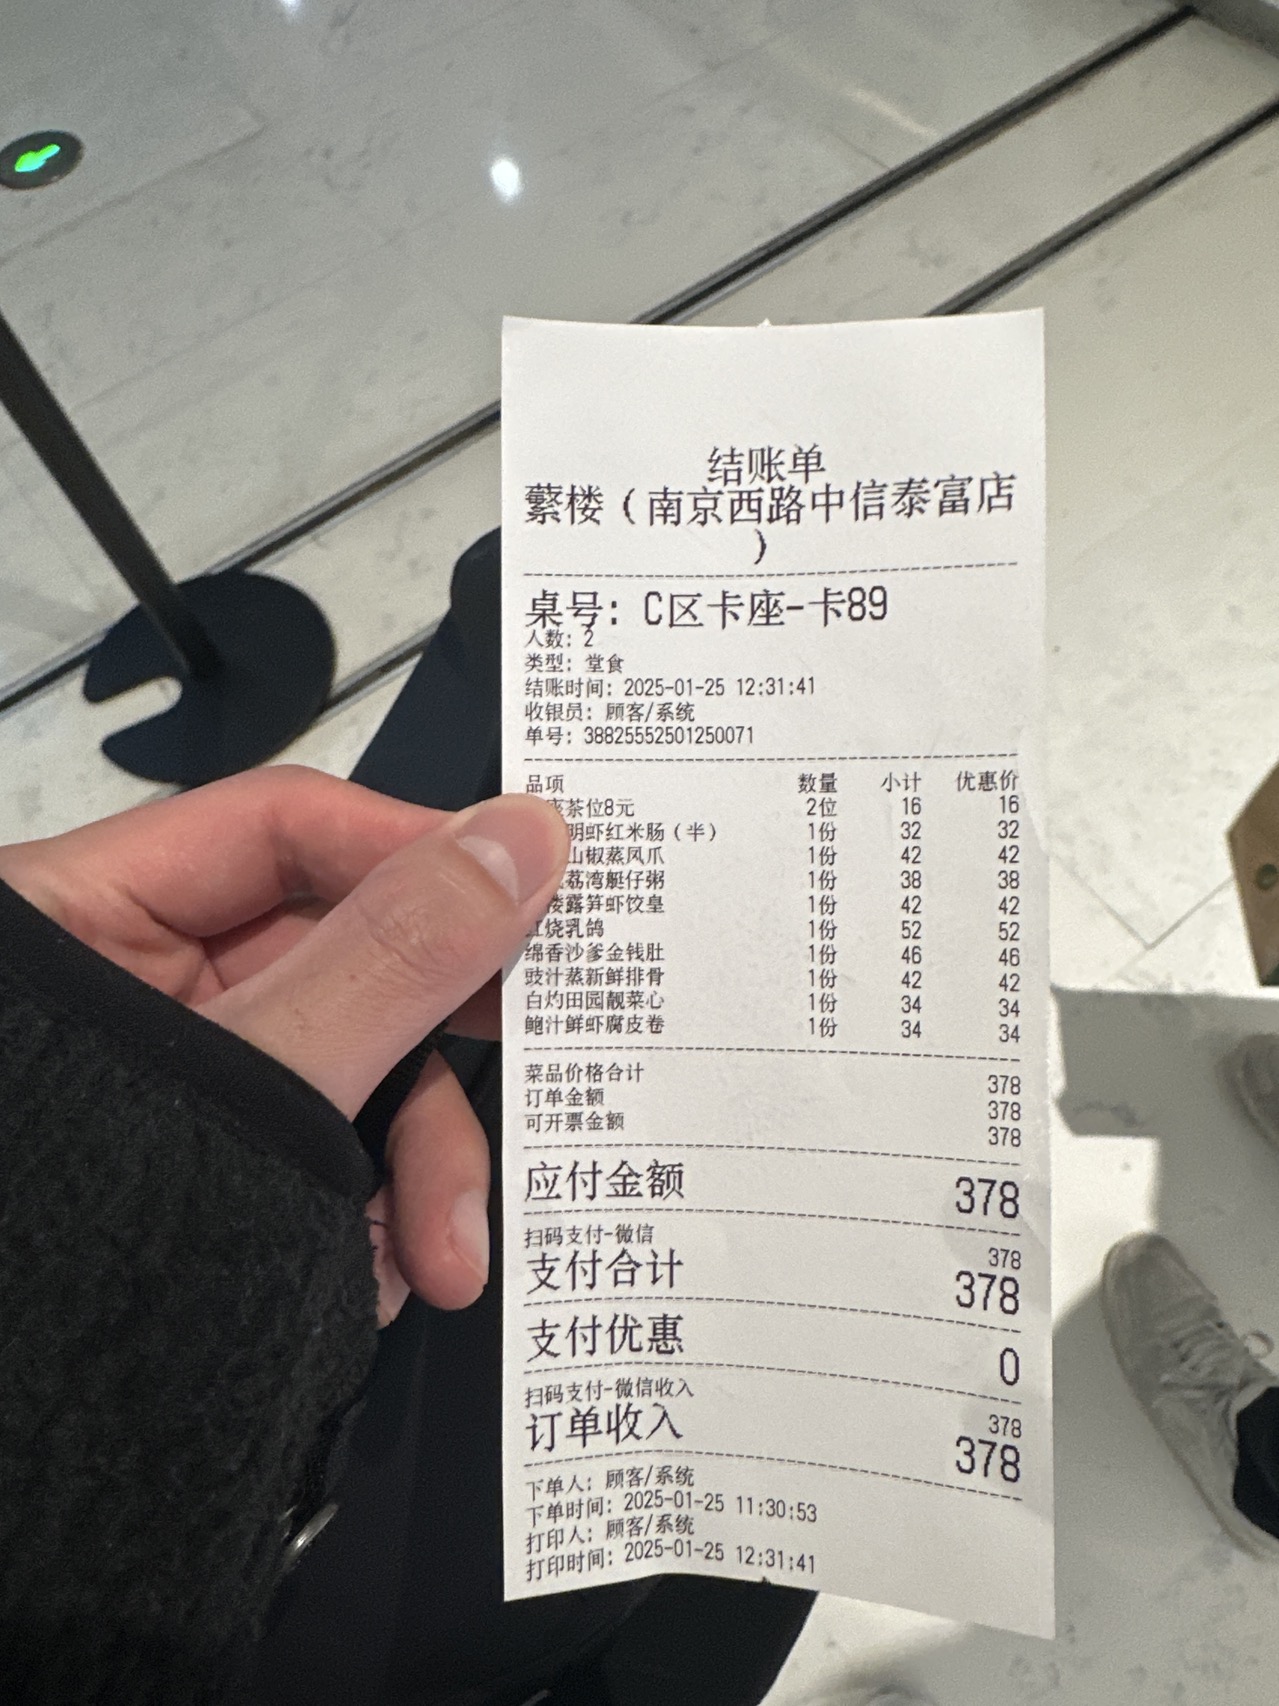 结账单
蘩楼（南京西路中信泰富店
）
桌号：C区卡座-卡89
人数：2
类型：堂食
结账时间：2025-01-25 12:31:41
收银员：顾客/系统
单号：38825552501250071
品项 数量 小计 优惠价
茶位8元 2位 16 16
明虾红米肠（半） 1份 32 32
山椒蒸凤爪 1份 42 42
荔湾艇仔粥 1份 38 38
楼露笋虾饺皇 1份 42 42
红烧乳鸽 1份 52 52
绵香沙爹金钱肚 1份 46 46
豉汁蒸新鲜排骨 1份 42 42
白灼田园靓菜心 1份 34 34
鲍汁鲜虾腐皮卷 1份 34 34
菜品价格合计 378
订单金额 378
可开票金额 378
应付金额 378
扫码支付-微信 378
支付合计 378
支付优惠 0
扫码支付-微信收入 378
订单收入 378
下单人：顾客/系统
下单时间：2025-01-25 11:30:53
打印人：顾客/系统
打印时间：2025-01-25 12:31:41